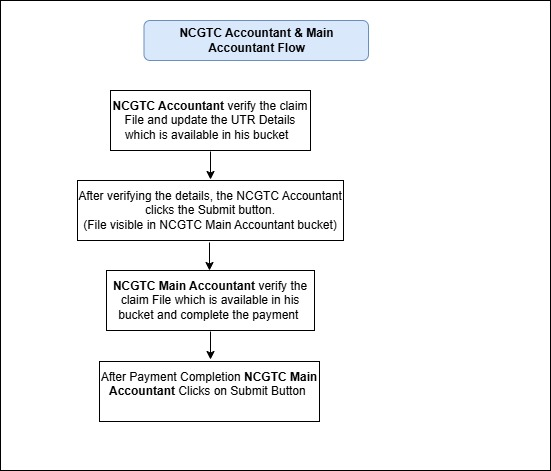 NCGTC Accountant & Main
Accountant Flow
NCGTC Accountant verify the claim
File and update the UTR Details
which is available in his bucket
After verifying the details, the NCGTC Accountant
clicks the Submit button.
(File visible in NCGTC Main Accountant bucket)
NCGTC Main Accountant verify the
claim File which is available in his
bucket and complete the payment
After Payment Completion NCGTC Main
Accountant Clicks on Submit Button